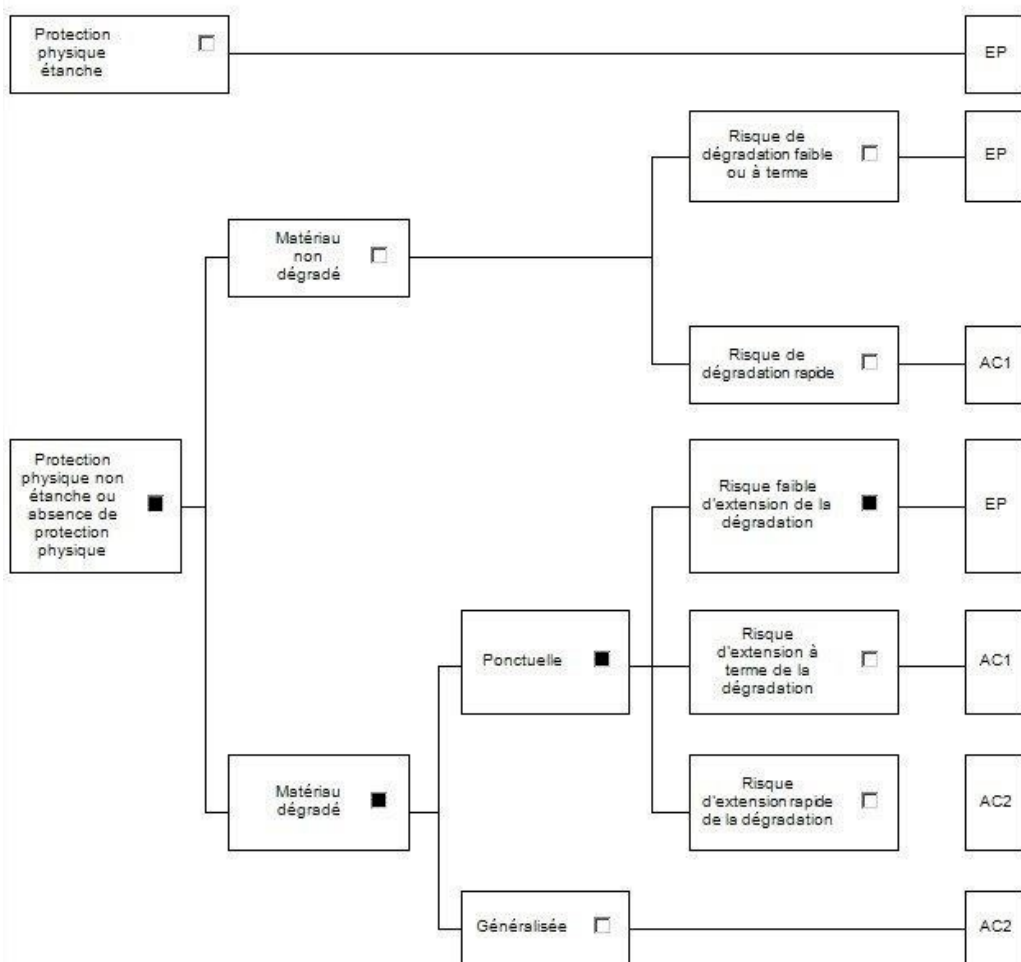 Protection
physique
étanche
EP
Risque de
dégradation faible
ou à terme
EP
Matériau
non
dégradé
Risque de
dégradation rapide
AC1
Protection
physique non
étanche ou
absence de
protection
physique
Risque faible
d'extension de la
dégradation
EP
Ponctuelle
Risque
d'extension à
terme de la
dégradation
AC1
Matériau
dégradé
Risque
d'extension rapide
de la dégradation
AC2
Généralisée
AC2